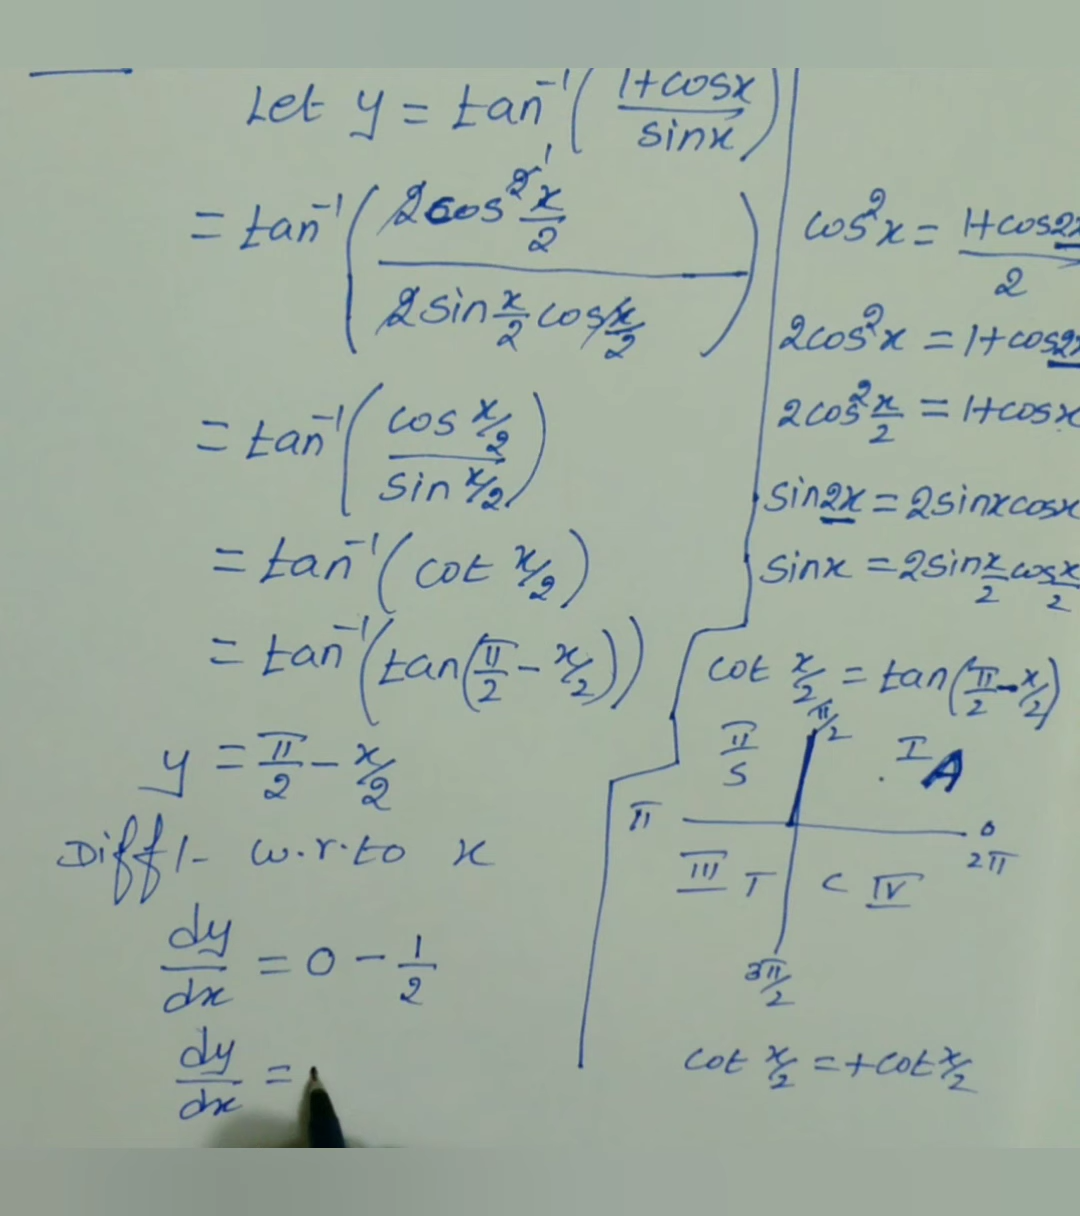 Let y = tan⁻¹( 1+cosx / sinx )
= tan⁻¹( 2cos² x/2 / 2sin x/2 cos x/2 ) 1
= tan⁻¹( cos x/2 / sin x/2 )
= tan⁻¹( cot x/2 )
= tan⁻¹(tan(π/2 - x/2))
y = π/2 - x/2
Diff/- w.r.to x
dy/dx = 0 - 1/2
dy/dx =
cos²x = 1+cos2x / 2
2cos²x = 1+cos2x
2cos² x/2 = 1+cosx
sin2x = 2sinxcosx
sinx = 2sin x/2 cos x/2
cot x/2 = tan(π/2 - x/2)
π/2
II S
I A
π
0
2π
III T
C IV
3π/2
cot x/2 = +cot x/2